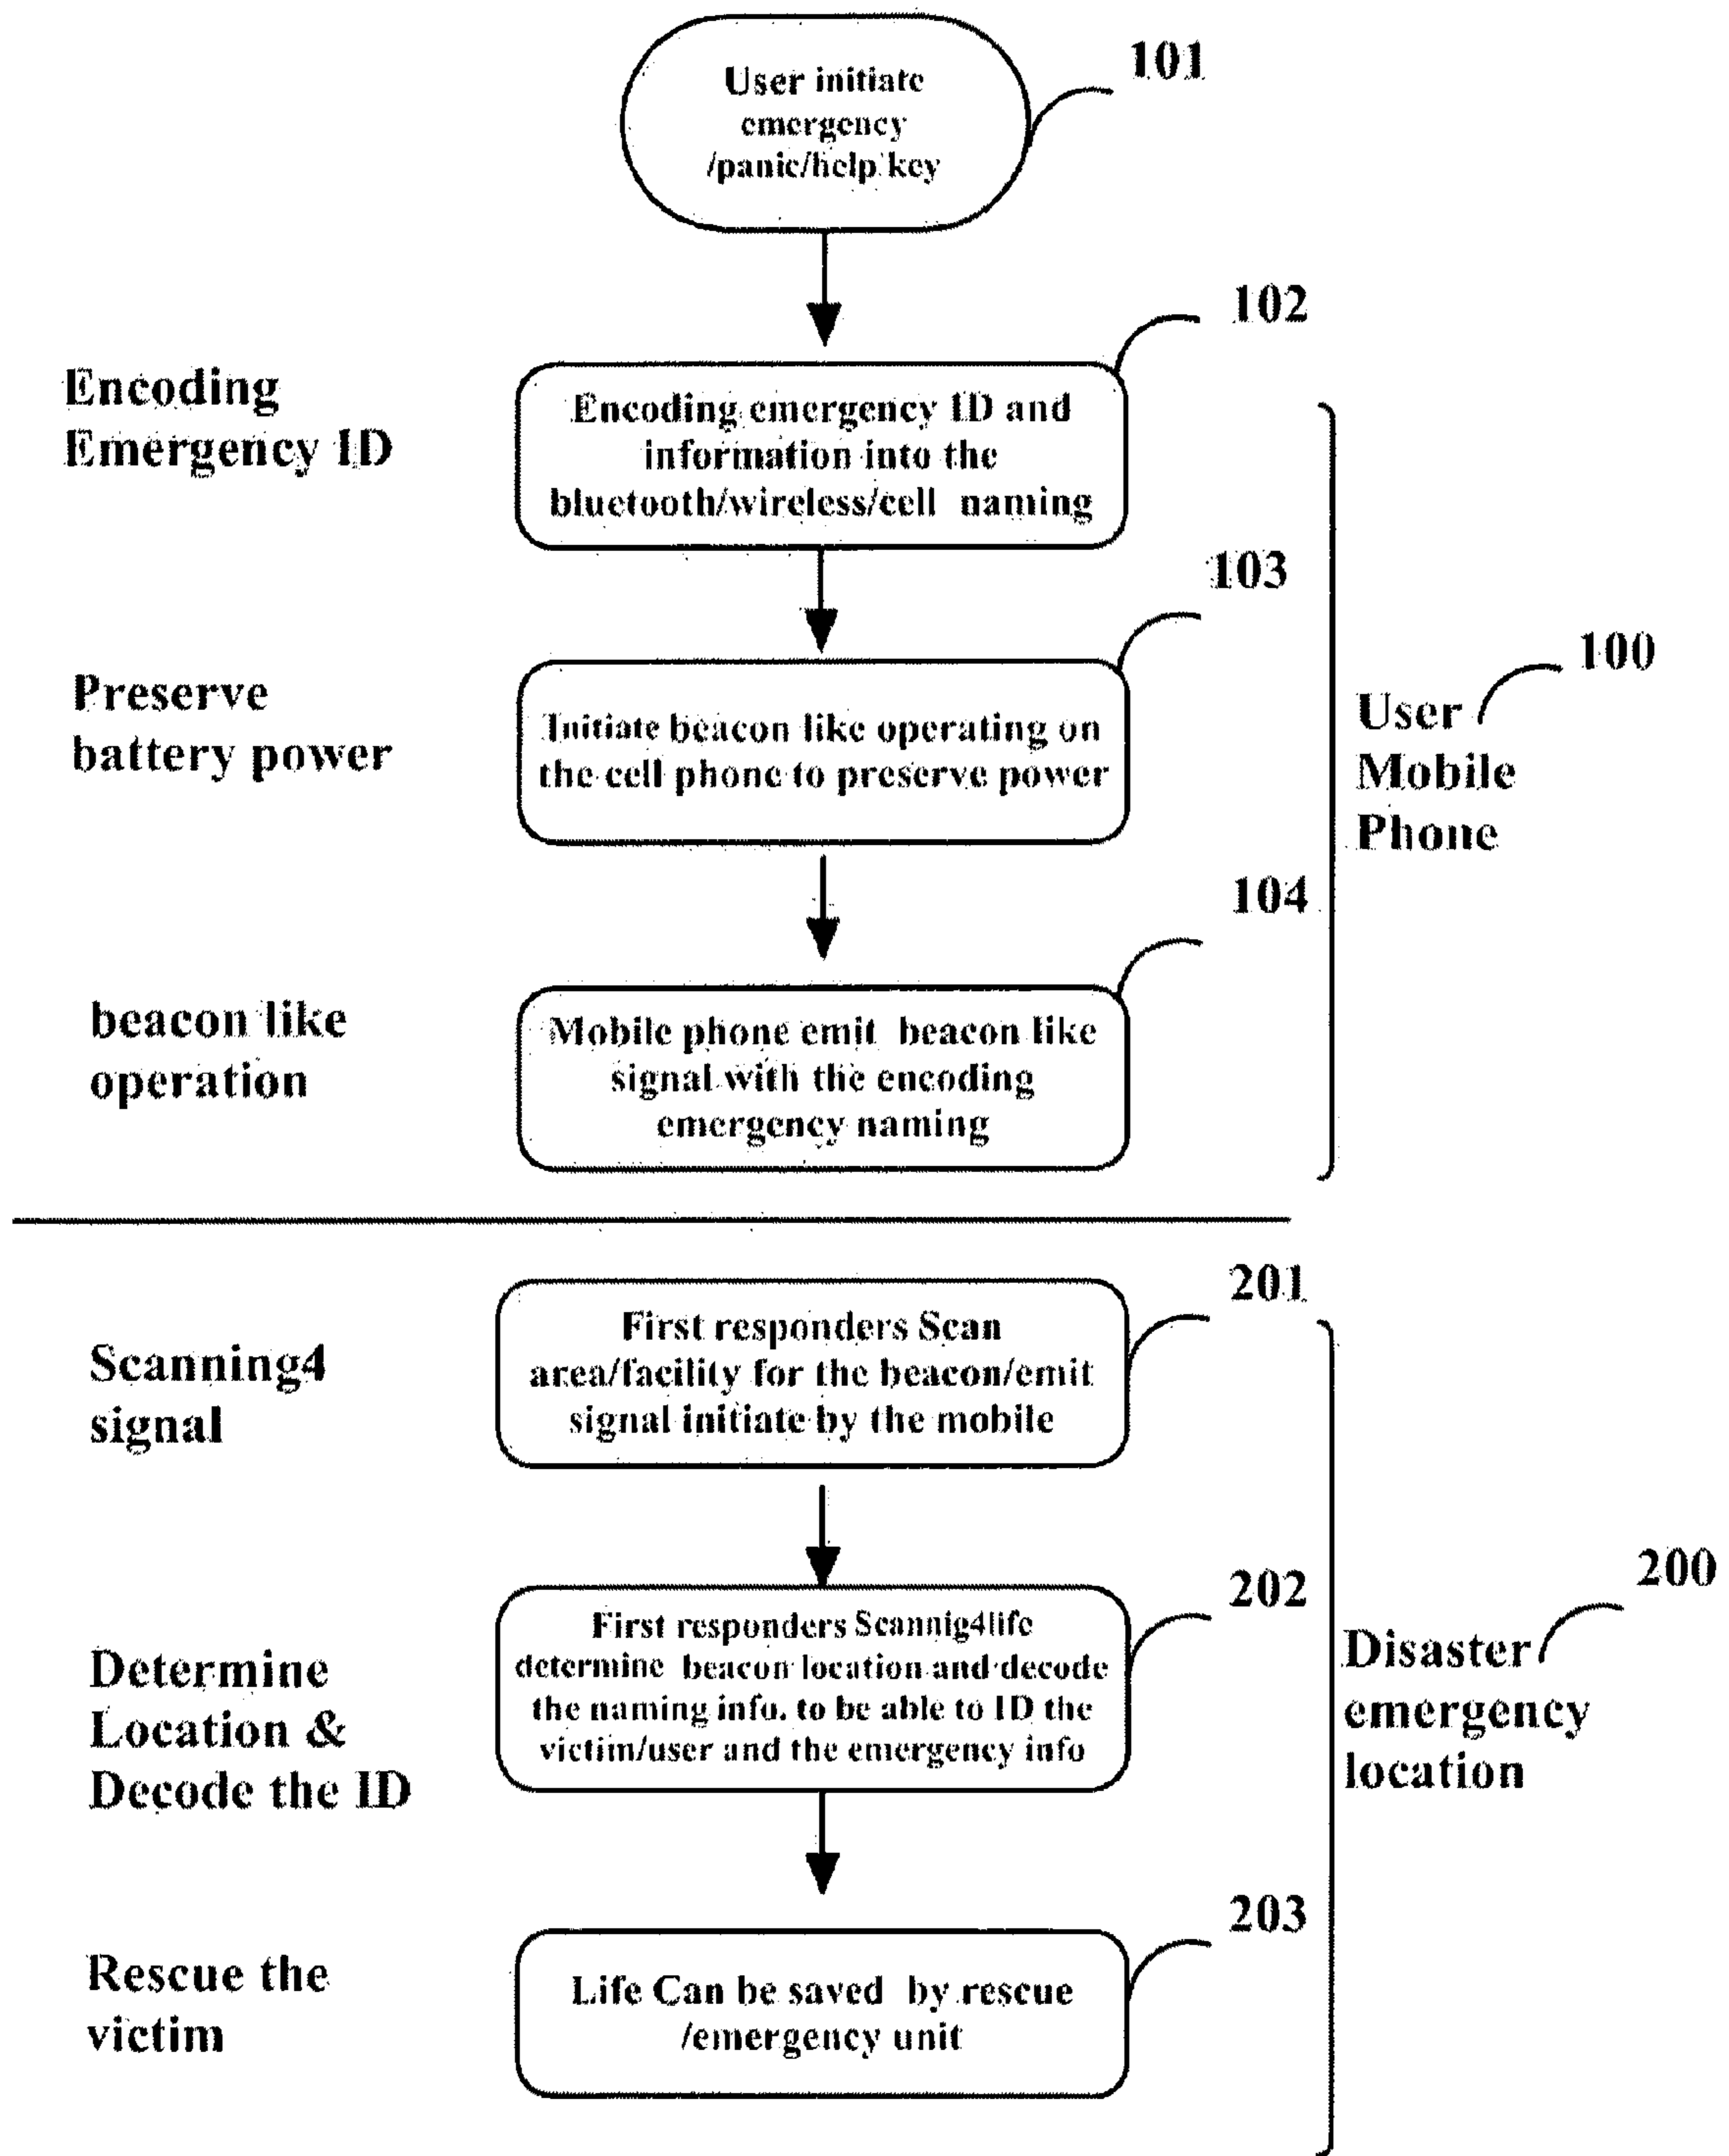 User initiate
emergency
/panic/help key
101
102
Encoding
Emergency ID
Encoding emergency ID and
information into the
bluetooth/wireless/cell naming
103
Preserve
battery power
Initiate beacon like operating on
the cell phone to preserve power
100
User
Mobile
Phone
104
beacon like
operation
Mobile phone emit beacon like
signal with the encoding
emergency naming
201
Scanning4
signal
First responders Scan
area/facility for the beacon/emit
signal initiate by the mobile
202
Determine
Location &
Decode the ID
First responders Scannig4life
determine beacon location and decode
the naming info. to be able to ID the
victiim/user and the emergency info
200
Disaster
emergency
location
203
Rescue the
victim
Life Can be saved by rescue
/emergency unit